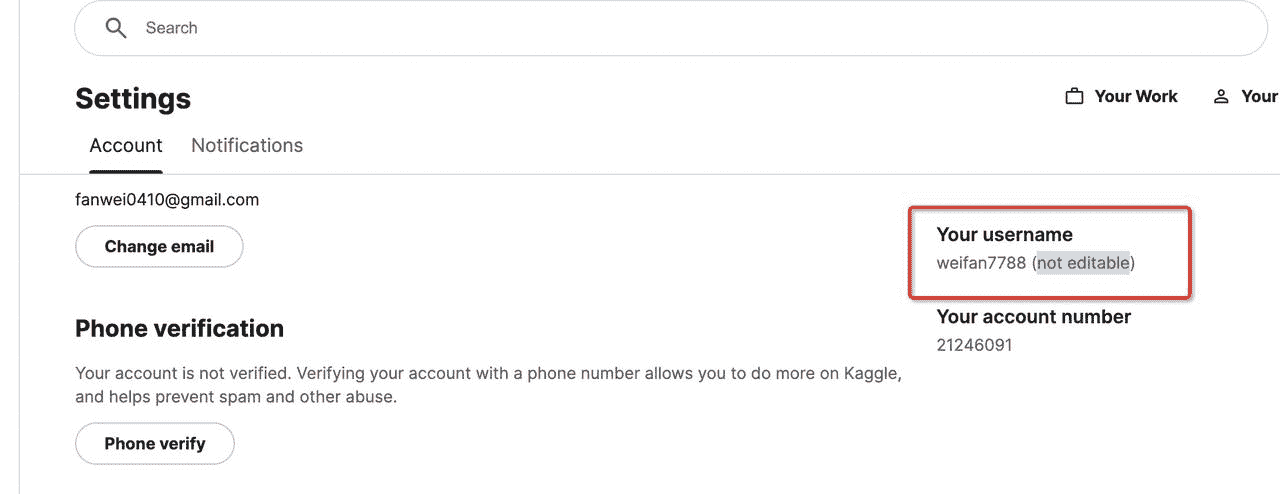 Search
Settings
Your Work
Your
Account
Notifications
fanwei0410@gmail.com
Change email
Your username
weifan7788 (not editable)
Your account number
21246091
Phone verification
Your account is not verified. Verifying your account with a phone number allows you to do more on Kaggle,
and helps prevent spam and other abuse.
Phone verify